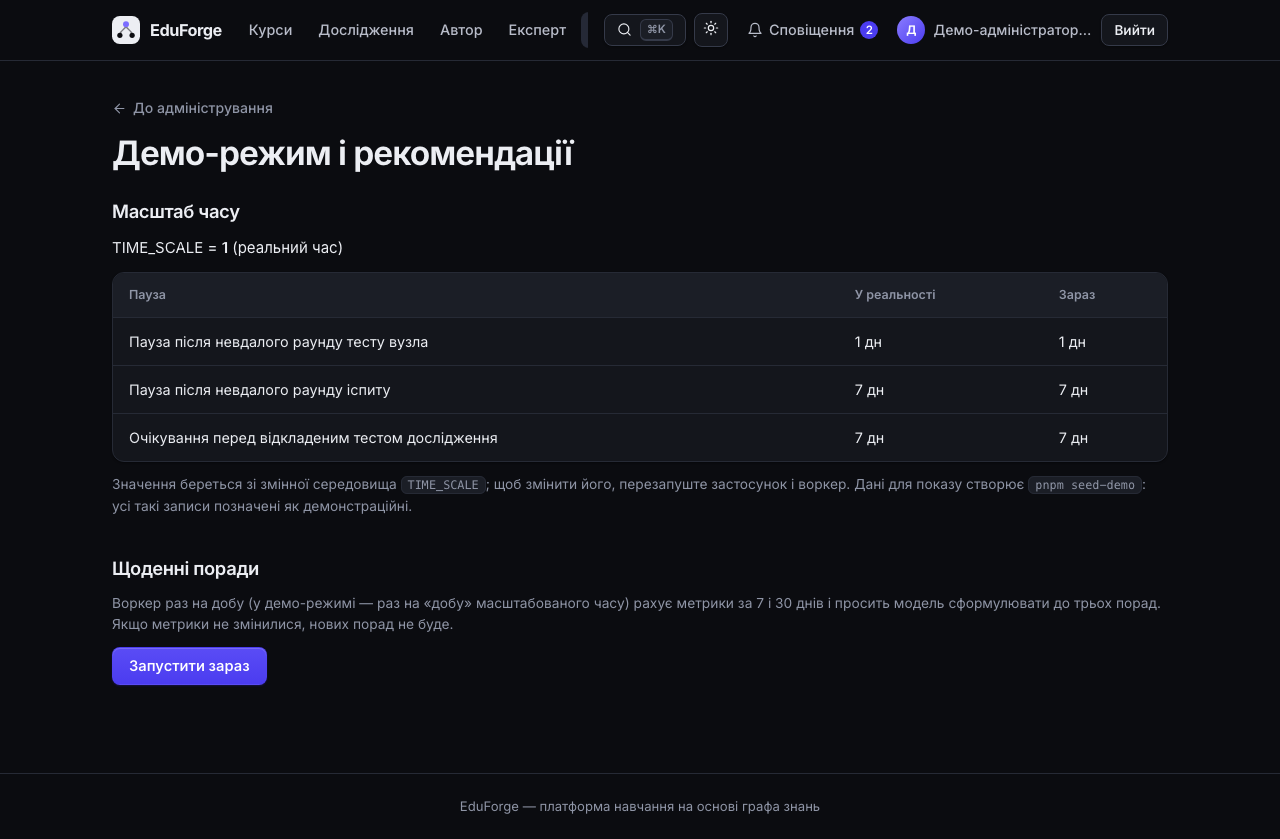 EduForge Курси Дослідження Автор Експерт ⌘K Сповіщення 2 Д Демо-адміністратор… Вийти
← До адміністрування
Демо-режим і рекомендації
Масштаб часу
TIME_SCALE = 1 (реальний час)
Пауза У реальності Зараз
Пауза після невдалого раунду тесту вузла 1 дн 1 дн
Пауза після невдалого раунду іспиту 7 дн 7 дн
Очікування перед відкладеним тестом дослідження 7 дн 7 дн
Значення береться зі змінної середовища TIME_SCALE; щоб змінити його, перезапустіть застосунок і воркер. Дані для показу створює pnpm seed-demo:
усі такі записи позначені як демонстраційні.
Щоденні поради
Воркер раз на добу (у демо-режимі — раз на «добу» масштабованого часу) рахує метрики за 7 і 30 днів і просить модель сформулювати до трьох порад.
Якщо метрики не змінилися, нових порад не буде.
Запустити зараз
EduForge — платформа навчання на основі графа знань